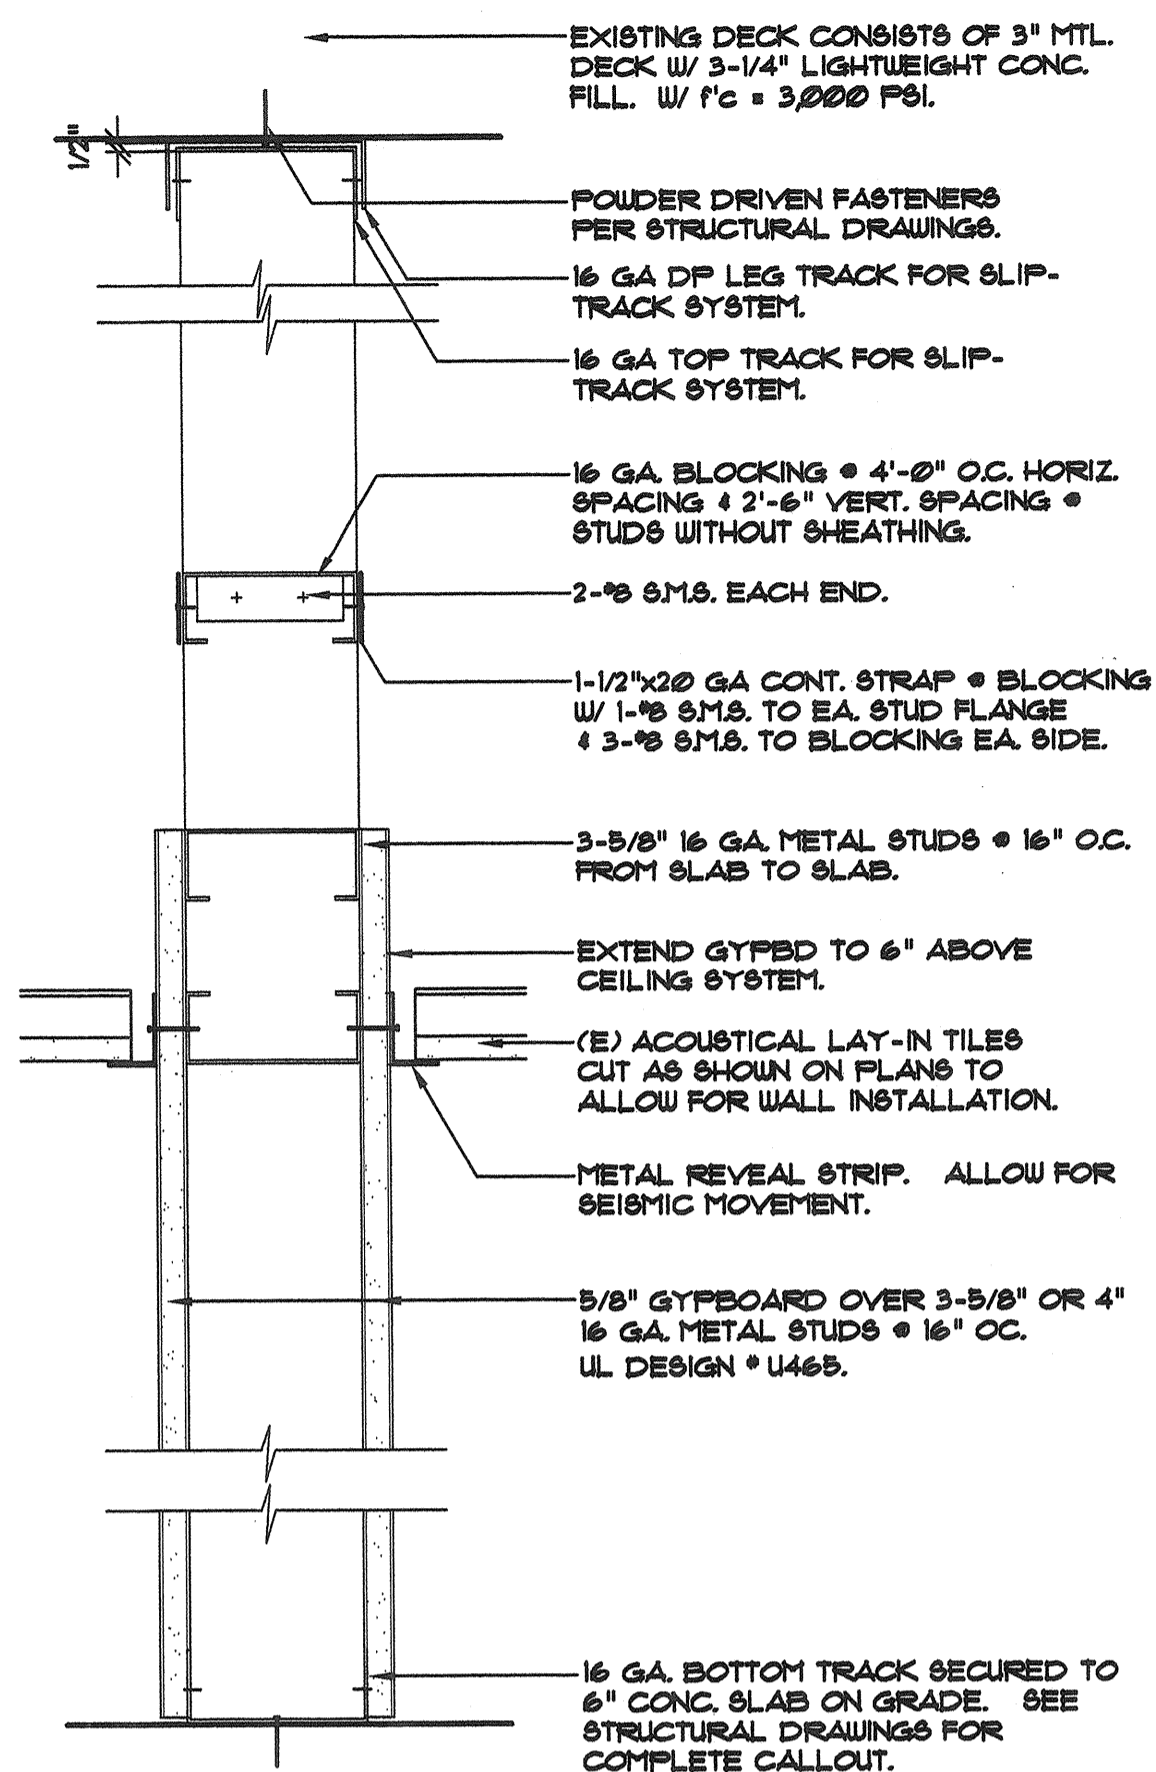 EXISTING DECK CONSISTS OF 3" MTL.
DECK W/ 3-1/4" LIGHTWEIGHT CONC.
FILL. W/ f'c = 3,000 PSI.
1/2"
POWDER DRIVEN FASTENERS
PER STRUCTURAL DRAWINGS.
16 GA DP LEG TRACK FOR SLIP-
TRACK SYSTEM.
16 GA TOP TRACK FOR SLIP-
TRACK SYSTEM.
16 GA. BLOCKING @ 4'-0" O.C. HORIZ.
SPACING & 2'-6" VERT. SPACING @
STUDS WITHOUT SHEATHING.
2-#8 S.M.S. EACH END.
1-1/2"x20 GA CONT. STRAP @ BLOCKING
W/ 1-#8 S.M.S. TO EA. STUD FLANGE
& 3-#8 S.M.S. TO BLOCKING EA. SIDE.
3-5/8" 16 GA. METAL STUDS @ 16" O.C.
FROM SLAB TO SLAB.
EXTEND GYPBD TO 6" ABOVE
CEILING SYSTEM.
(E) ACOUSTICAL LAY-IN TILES
CUT AS SHOWN ON PLANS TO
ALLOW FOR WALL INSTALLATION.
METAL REVEAL STRIP. ALLOW FOR
SEISMIC MOVEMENT.
5/8" GYPBOARD OVER 3-5/8" OR 4"
16 GA. METAL STUDS @ 16" OC.
UL DESIGN # U465.
16 GA. BOTTOM TRACK SECURED TO
6" CONC. SLAB ON GRADE. SEE
STRUCTURAL DRAWINGS FOR
COMPLETE CALLOUT.